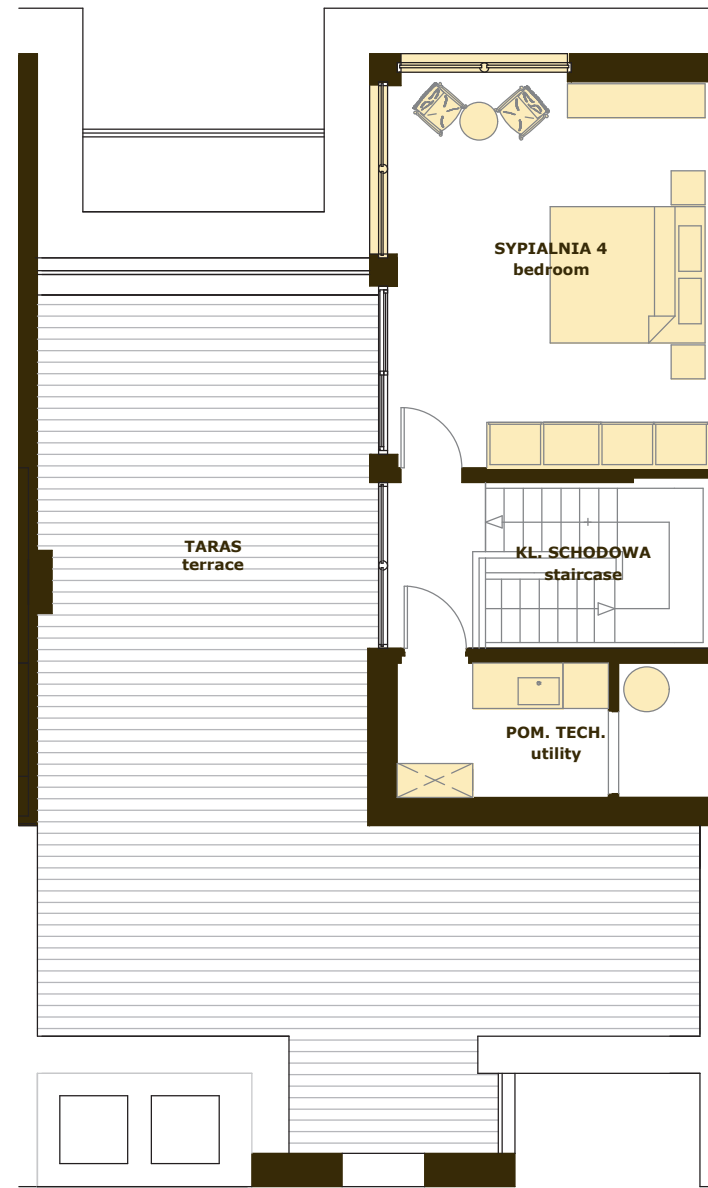 SYPIALNIA 4
bedroom
TARAS
terrace
KL. SCHODOWA
staircase
POM. TECH.
utility